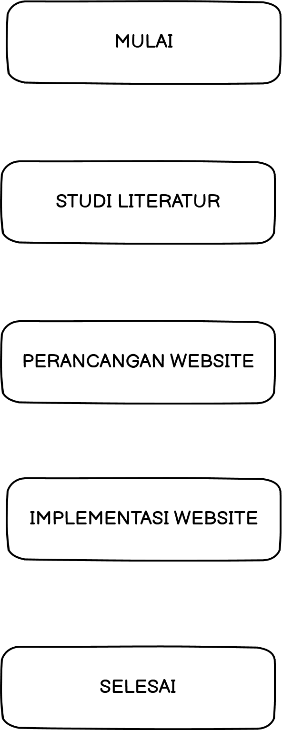 MULAI
STUDI LITERATUR
PERANCANGAN WEBSITE
IMPLEMENTASI WEBSITE
SELESAI